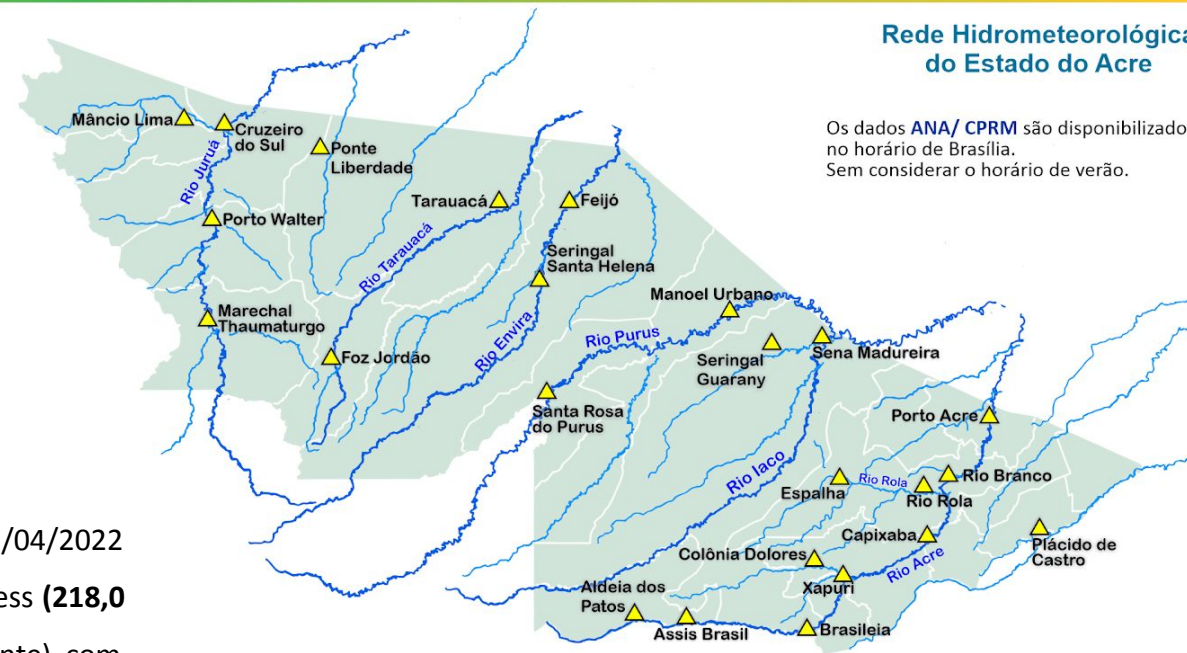 Rede Hidrometeorológica
do Estado do Acre
Os dados ANA/ CPRM são disponibilizado
no horário de Brasília.
Sem considerar o horário de verão.
Mâncio Lima
Cruzeiro
do Sul
Ponte
Liberdade
Rio Juruá
Porto Walter
Tarauacá
Feijó
Rio Tarauacá
Seringal
Santa Helena
Marechal
Thaumaturgo
Foz Jordão
Rio Envira
Manoel Urbano
Rio Purus
Seringal
Guarany
Sena Madureira
Santa Rosa
do Purus
Porto Acre
Rio Iaco
Espalha
Rio Rola
Rio Rola
Rio Branco
Capixaba
Plácido de
Castro
Colônia Dolores
Rio Acre
Xapuri
Aldeia dos
Patos
Assis Brasil
Brasileia
/04/2022
ess (218,0
nte), com